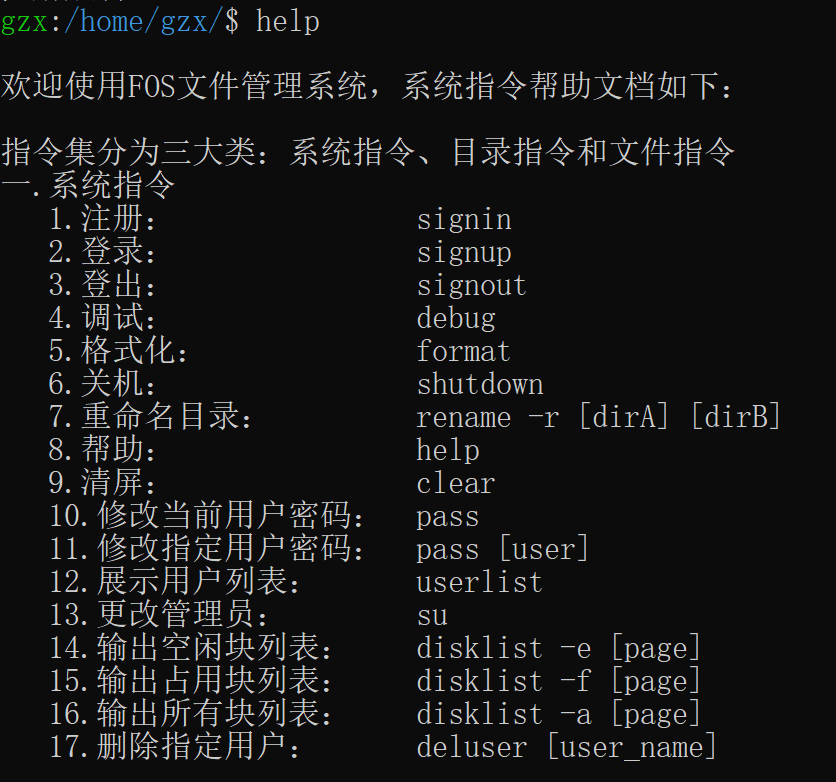 gzx:/home/gzx/$ help
欢迎使用FOS文件管理系统，系统指令帮助文档如下：
指令集分为三大类：系统指令、目录指令和文件指令
一.系统指令
1.注册： signin
2.登录： signup
3.登出： signout
4.调试： debug
5.格式化： format
6.关机： shutdown
7.重命名目录： rename -r [dirA] [dirB]
8.帮助： help
9.清屏： clear
10.修改当前用户密码： pass
11.修改指定用户密码： pass [user]
12.展示用户列表： userlist
13.更改管理员： su
14.输出空闲块列表： disklist -e [page]
15.输出占用块列表： disklist -f [page]
16.输出所有块列表： disklist -a [page]
17.删除指定用户： deluser [user_name]